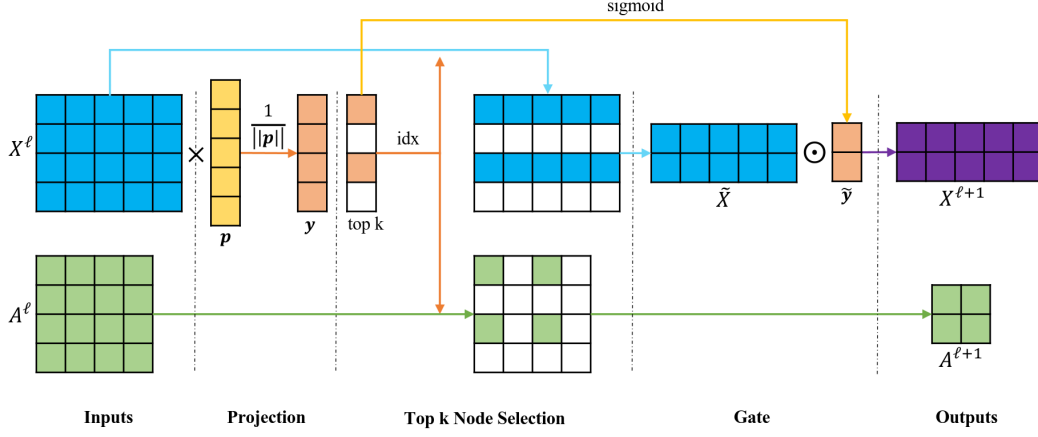 sigmoid
X^ℓ
×
1
||p||
idx
⊙
p
y
top k
X̃
ỹ
X^{ℓ+1}
A^ℓ
A^{ℓ+1}
Inputs
Projection
Top k Node Selection
Gate
Outputs